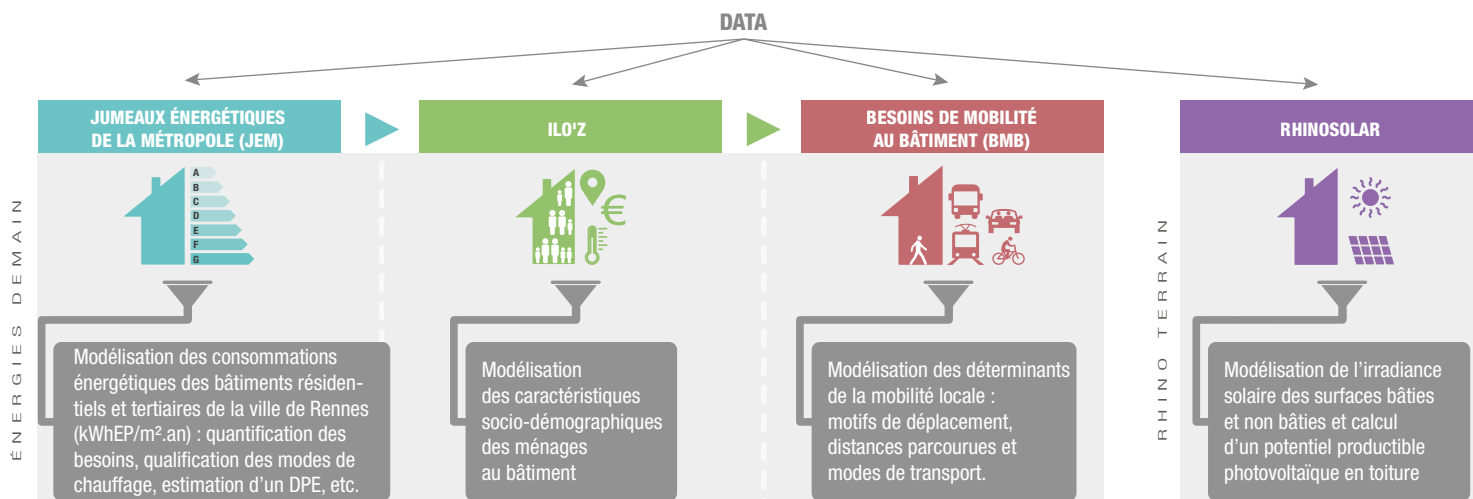 DATA
ÉNERGIES DEMAIN
JUMEAUX ÉNERGÉTIQUES
DE LA MÉTROPOLE (JEM)
A
B
C
D
E
F
G
Modélisation des consommations
énergétiques des bâtiments résiden-
tiels et tertiaires de la ville de Rennes
(kWhEP/m².an) : quantification des
besoins, qualification des modes de
chauffage, estimation d’un DPE, etc.
ILO'Z
€
Modélisation
des caractéristiques
socio-démographiques
des ménages
au bâtiment
BESOINS DE MOBILITÉ
AU BÂTIMENT (BMB)
Modélisation des déterminants
de la mobilité locale :
motifs de déplacement,
distances parcourues et
modes de transport.
RHINO TERRAIN
RHINOSOLAR
Modélisation de l’irradiance
solaire des surfaces bâties
et non bâties et calcul
d’un potentiel productible
photovoltaïque en toiture